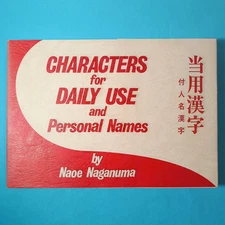 CHARACTERS
for
DAILY USE
and
Personal Names
by
Naoe Naganuma
当用漢字
付人名漢字